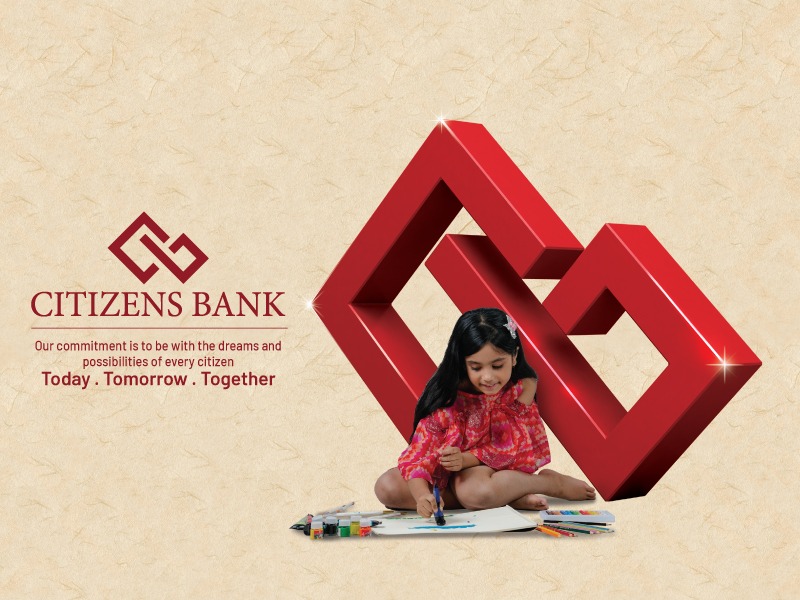 CITIZENS BANK
Our commitment is to be with the dreams and
possibilities of every citizen
Today . Tomorrow . Together